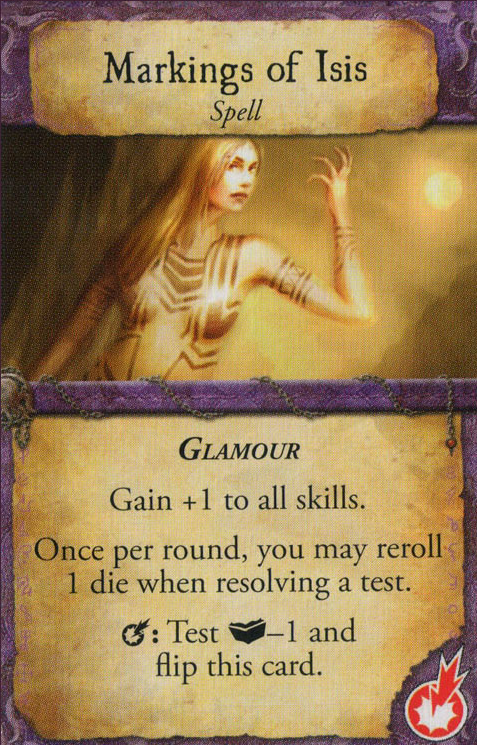 Markings of Isis
Spell
GLAMOUR
Gain +1 to all skills.
Once per round, you may reroll
1 die when resolving a test.
: Test –1 and
flip this card.